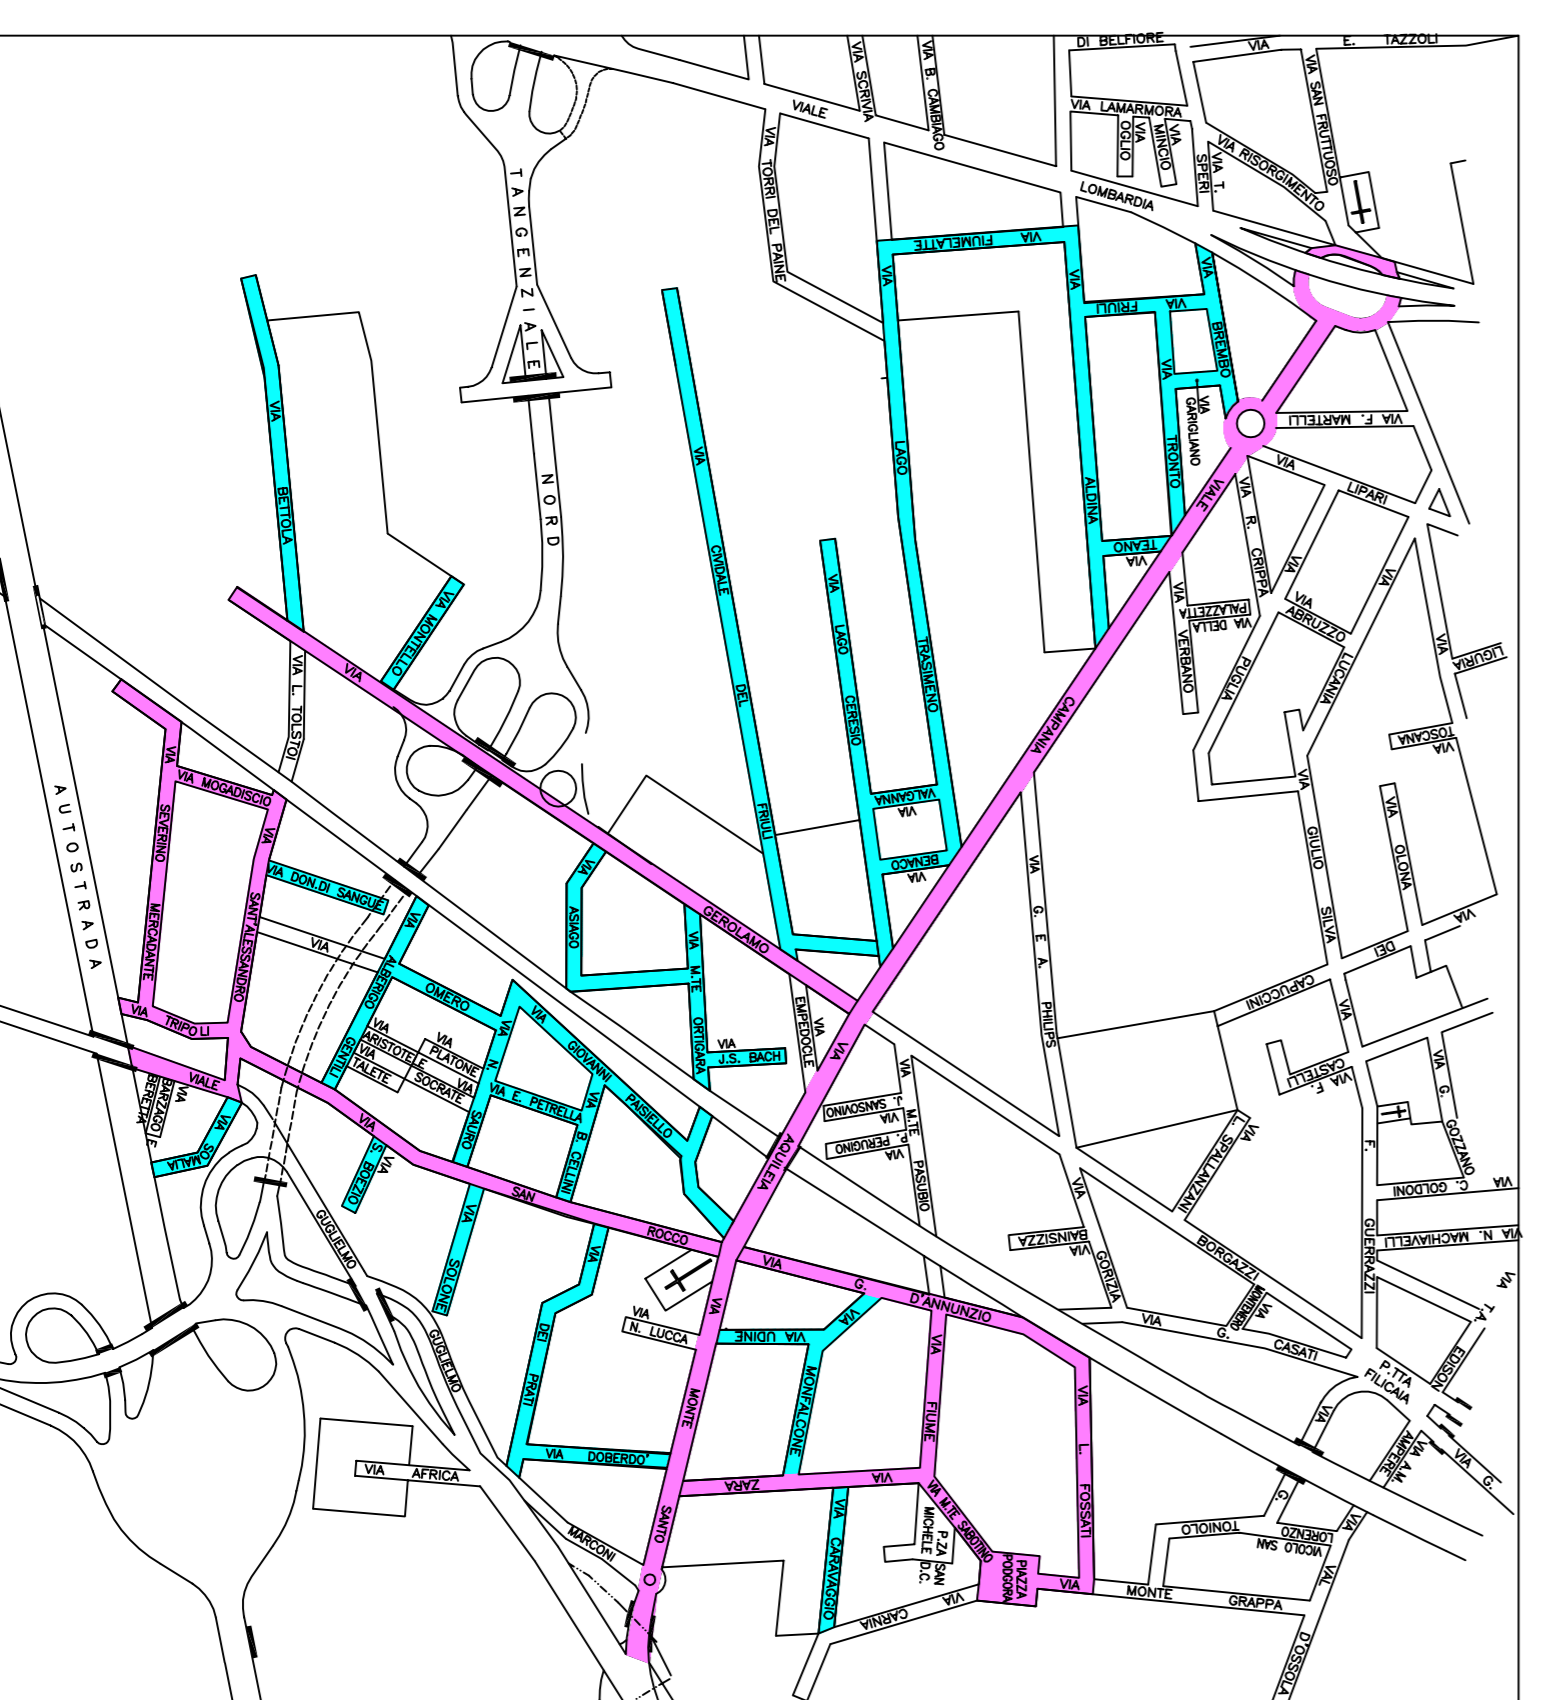 DI BELFIORE
VIA
E. TAZZOLI
VIA SCRIVIA
VIA B. CAMBIAGO
VIALE
VIA LAMARMORA
VIA
OGLIO
VIA
MINCIO
VIA T.
SPERI
VIA SAN FRUTTUOSO
VIA RISORGIMENTO
VIA TORRI DEL PAINE
LOMBARDIA
TANGENZIALE
NORD
VIA FIUMELATTE
VIA
VIA
VIA
VIA FRIULI
BREMBO
VIA
VIA
GARIGLIANO
VIA F. MARTELLI
VIA
BETTOLA
VIA
LAGO
TRONTO
ALDINA
VIALE
VIA
LIPARI
VIA R. CRIPPA
VIA
TEANO
CIVIDALE
VIA
VIA MONTELLO
VIA
VIA
VIA
VIA DELLA
PALAZZETTA
VIA
ABRUZZO
LAGO
TRASIMENO
VERBANO
PUGLIA
LUCANIA
VIA
LIGURIA
VIA L. TOLSTOI
VIA
DEL
CERESIO
CAMPANIA
VIA
TOSCANA
AUTOSTRADA
VIA
VIA MOGADISCIO
SEVERINO
VIA
FRIULI
VIA
VALGANNA
VIA
BENACO
VIA
VIA G. E A. PHILIPS
GIULIO
VIA OLONA
VIA DON.DI SANGUE
MERCADANTE
SANT'ALESSANDRO
VIA
VIA
ASIAGO
VIA
GEROLAMO
VIA M.TE ORTIGARA
SILVA
VIA
DEI
CAPUCCINI
VIA
TRIPOLI
ALBERIGO
OMERO
VIA
VIA
EMPEDOCLE
VIA
VIA
ARISTOTELE
VIA
TALETE
VIA
PLATONE
VIA
SOCRATE
GENTILI
VIA
N.
GIOVANNI
VIA
J.S. BACH
VIA
VIA
VIALE
VIA
BARZAGO E
BERETTA
VIA
SOMALIA
VIA
VIA
S. BOEZIO
SAURO
VIA E. PETRELLA
VIA
B. CELLINI
PAISIELLO
AQUILEIA
VIA
J. SANSOVINO
VIA
P. PERUGINO
M.TE
PASUBIO
VIA F.
CASTELLI
VIA G. GOZZANO
VIA
L. SPALLANZANI
F.
GUERRAZZI
VIA
C. GOLDONI
VIA N. MACHIAVELLI
VIA T.A. EDISON
SAN
ROCCO
VIA
SOLONE
VIA
GUGLIELMO
VIA
BAINSIZZA
VIA
GORIZIA
BORGAZZI
VIA
MONTENERO
VIA
G.
D'ANNUNZIO
VIA
G.
CASATI
P.TTA
FILICAIA
VIA
N. LUCCA
VIA
VIA UDINE
VIA
GUGLIELMO
DEI
PRATI
MONTE
MONFALCONE
VIA
FIUME
VIA
L.
FOSSATI
VIA
VIA A.M.
AMPERE
VIA G.
VIA DOBERDO'
VIA AFRICA
VIA
ZARA
VIA M.TE SABOTINO
SANTO
VIA
CARAVAGGIO
MARCONI
P.ZA SAN
MICHELE D.C.
PIAZZA
PODGORA
VIA
CARNIA
VIA
MONTE
GRAPPA
G.
TONIOLO
VICOLO SAN
LORENZO
VIA
VAL
D'OSSOLA